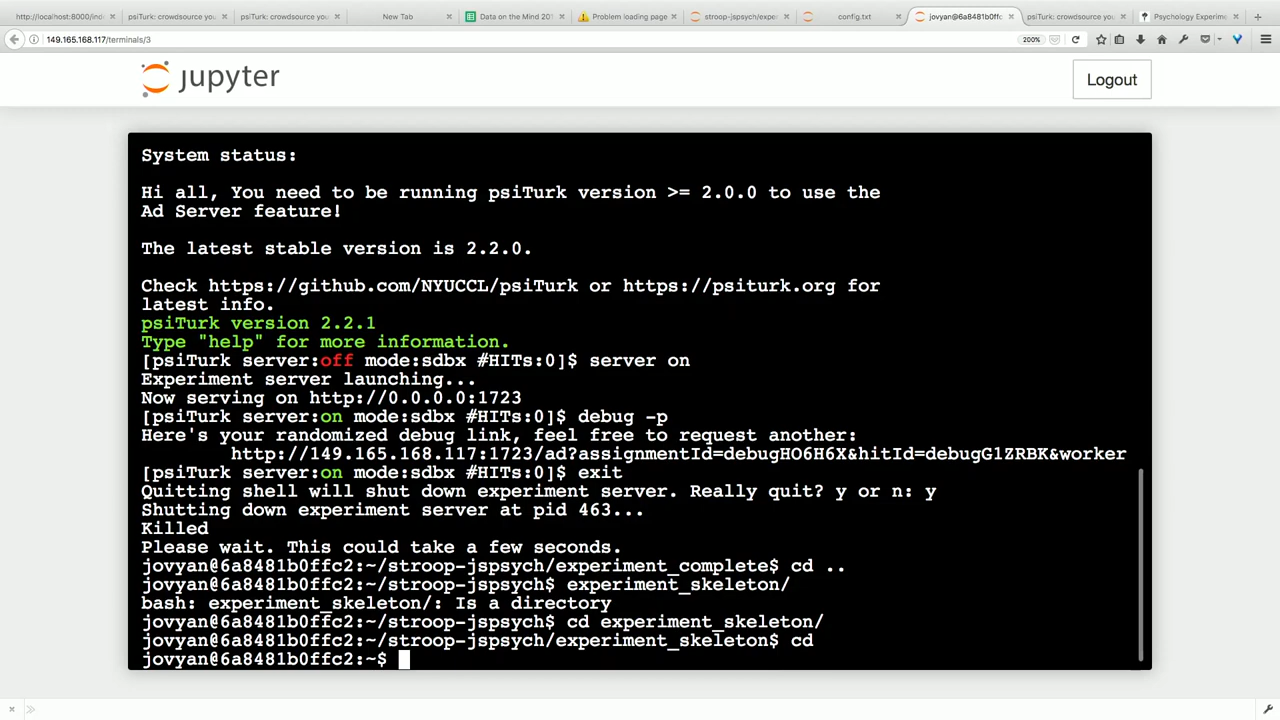 http://localhost:8000/index
psiTurk: crowdsource you
psiTurk: crowdsource you
New Tab
Data on the Mind 201
Problem loading page
stroop-jspsych/expe
config.txt
jovyan@6a8481b0ffc
psiTurk: crowdsource you
Psychology Experime
149.165.168.117/terminals/3
200%
jupyter
Logout
System status:
Hi all, You need to be running psiTurk version >= 2.0.0 to use the
Ad Server feature!
The latest stable version is 2.2.0.
Check https://github.com/NYUCCL/psiTurk or https://psiturk.org for
latest info.
psiTurk version 2.2.1
Type "help" for more information.
[psiTurk server:off mode:sdbx #HITs:0]$ server on
Experiment server launching...
Now serving on http://0.0.0.0:1723
[psiTurk server:on mode:sdbx #HITs:0]$ debug -p
Here's your randomized debug link, feel free to request another:
http://149.165.168.117:1723/ad?assignmentId=debugHO6H6X&hitId=debugG1ZRBK&worker
[psiTurk server:on mode:sdbx #HITs:0]$ exit
Quitting shell will shut down experiment server. Really quit? y or n: y
Shutting down experiment server at pid 463...
Killed
Please wait. This could take a few seconds.
jovyan@6a8481b0ffc2:~/stroop-jspsych/experiment_complete$ cd ..
jovyan@6a8481b0ffc2:~/stroop-jspsych$ experiment_skeleton/
bash: experiment_skeleton/: Is a directory
jovyan@6a8481b0ffc2:~/stroop-jspsych$ cd experiment_skeleton/
jovyan@6a8481b0ffc2:~/stroop-jspsych/experiment_skeleton$ cd
jovyan@6a8481b0ffc2:~$